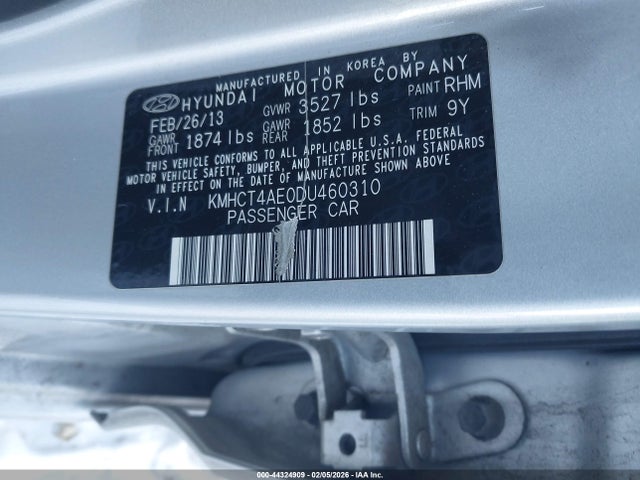 MANUFACTURED IN KOREA BY
HYUNDAI MOTOR COMPANY
FEB/26/13 GVWR 3527 lbs PAINT RHM
GAWR FRONT 1874 lbs GAWR REAR 1852 lbs TRIM 9Y
THIS VEHICLE CONFORMS TO ALL APPLICABLE U.S.A. FEDERAL
MOTOR VEHICLE SAFETY, BUMPER, AND THEFT PREVENTION STANDARDS
IN EFFECT ON THE DATE OF MANUFACTURE SHOWN ABOVE.
V.I.N KMHCT4AE0DU460310
PASSENGER CAR
000-44324909 - 02/05/2026 - IAA Inc.